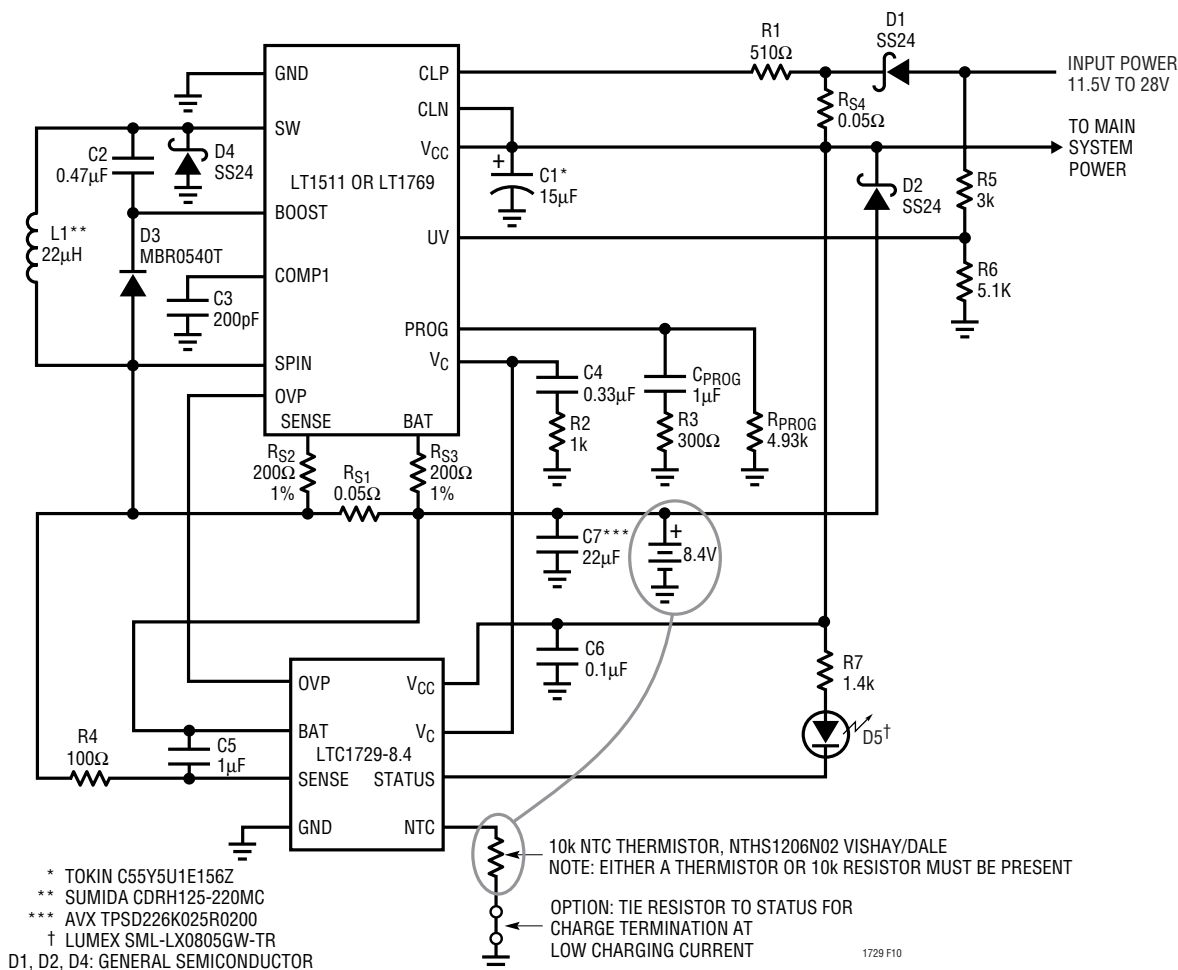 D1
SS24
R1
510Ω
INPUT POWER
11.5V TO 28V
GND
CLP
RS4
0.05Ω
CLN
SW
VCC
TO MAIN
SYSTEM
POWER
C2
0.47µF
D4
SS24
LT1511 OR LT1769
+
C1*
15µF
D2
SS24
R5
3k
BOOST
L1**
22µH
D3
MBR0540T
UV
R6
5.1K
COMP1
C3
200pF
PROG
VC
SPIN
C4
0.33µF
CPROG
1µF
OVP
R2
1k
R3
300Ω
RPROG
4.93k
SENSE
BAT
RS2
200Ω
1%
RS1
0.05Ω
RS3
200Ω
1%
C7***
22µF
+
8.4V
C6
0.1µF
R7
1.4k
OVP
VCC
BAT
VC
D5†
R4
100Ω
C5
1µF
LTC1729-8.4
SENSE
STATUS
GND
NTC
10k NTC THERMISTOR, NTHS1206N02 VISHAY/DALE
NOTE: EITHER A THERMISTOR OR 10k RESISTOR MUST BE PRESENT
OPTION: TIE RESISTOR TO STATUS FOR
CHARGE TERMINATION AT
LOW CHARGING CURRENT
* TOKIN C55Y5U1E156Z
** SUMIDA CDRH125-220MC
*** AVX TPSD226K025R0200
† LUMEX SML-LX0805GW-TR
D1, D2, D4: GENERAL SEMICONDUCTOR
1729 F10